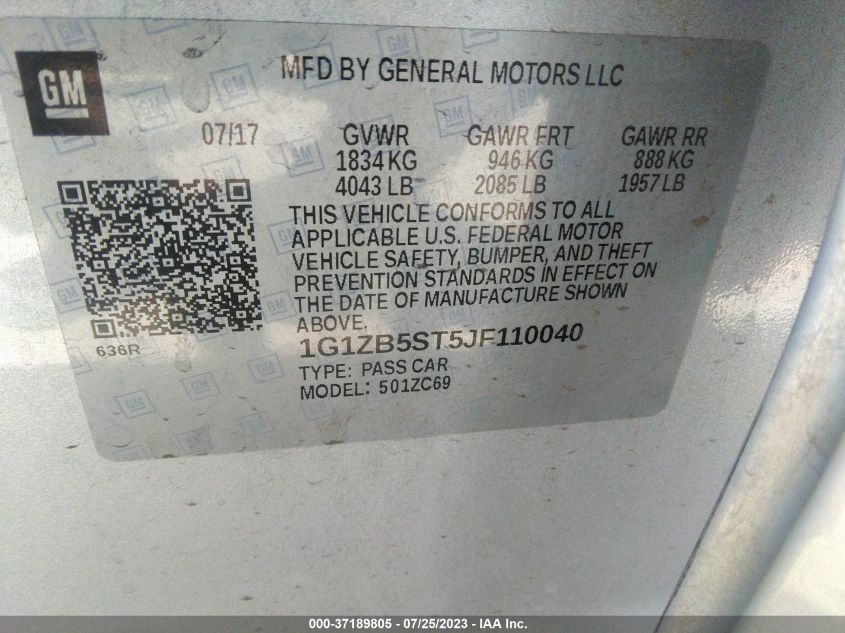 GM
MFD BY GENERAL MOTORS LLC
07/17 GVWR GAWR FRT GAWR RR
1834 KG 946 KG 888 KG
4043 LB 2085 LB 1957 LB
THIS VEHICLE CONFORMS TO ALL
APPLICABLE U.S. FEDERAL MOTOR
VEHICLE SAFETY, BUMPER, AND THEFT
PREVENTION STANDARDS IN EFFECT ON
THE DATE OF MANUFACTURE SHOWN
ABOVE.
636R
1G1ZB5ST5JF110040
TYPE: PASS CAR
MODEL: 501ZC69
000-37189805 - 07/25/2023 - IAA Inc.